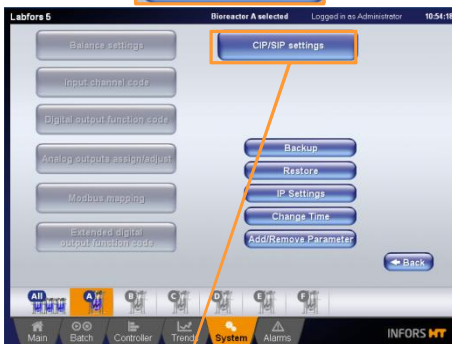 Labfors 5 Bioreactor A selected Logged in as Administrator 10:54:18
Balance settings
CIP/SIP settings
Input channel code
Digital output function code
Analog outputs assign/adjust
Modbus mapping
Extended digital
output function code
Backup
Restore
IP Settings
Change Time
Add/Remove Parameter
Back
All A B C D E F
Main Batch Controller Trends System Alarms
INFORS HT